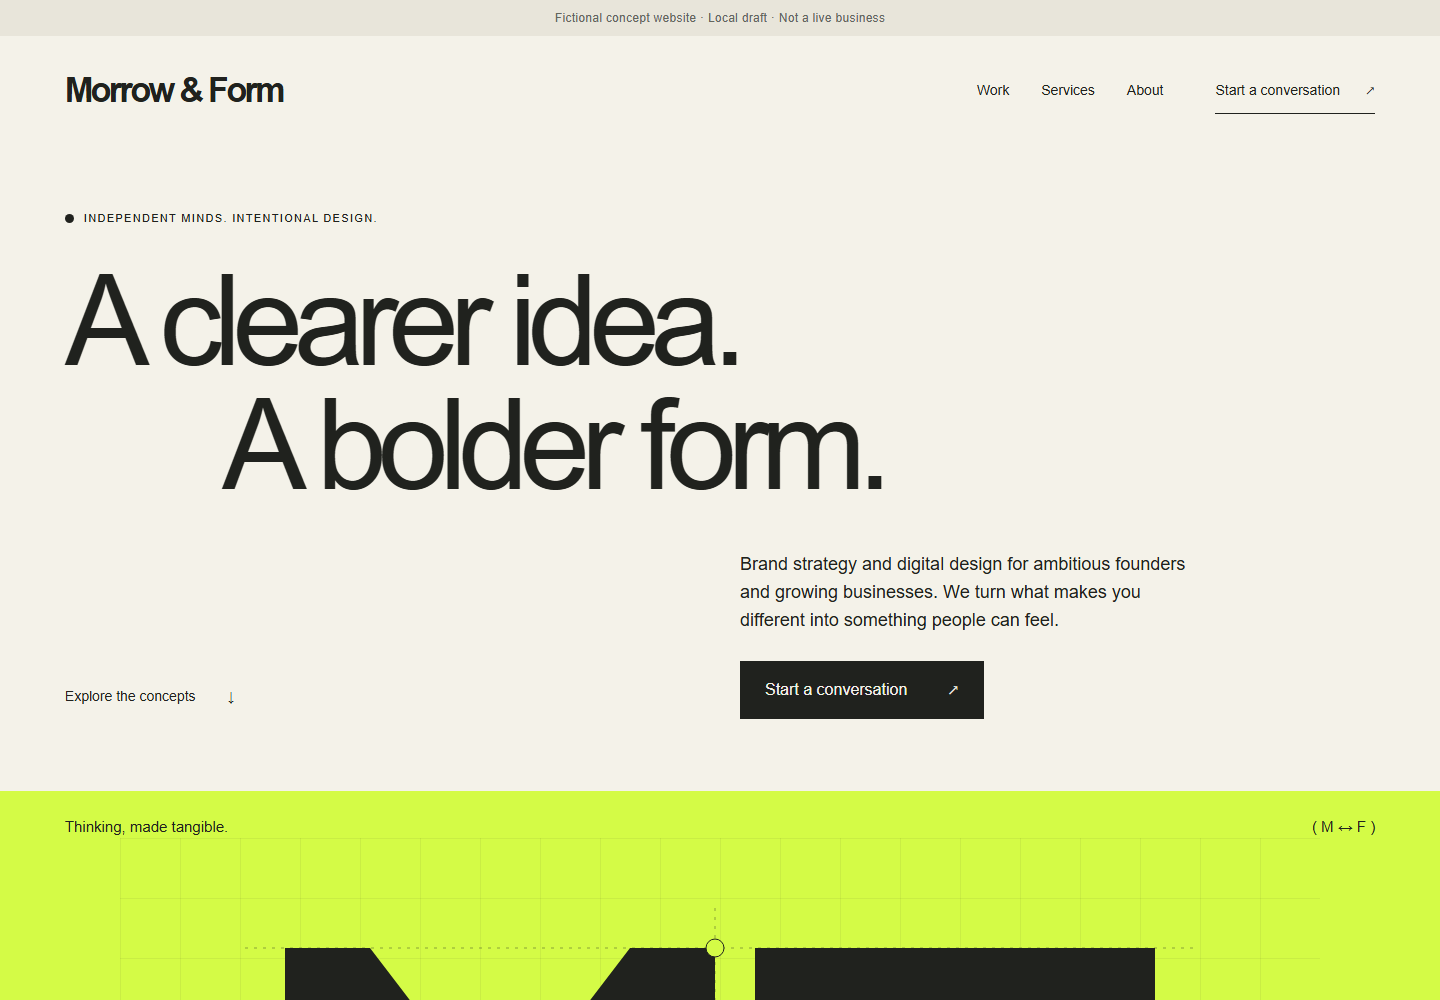 Fictional concept website · Local draft · Not a live business
Morrow & Form
Work
Services
About
Start a conversation ↗
INDEPENDENT MINDS. INTENTIONAL DESIGN.
A clearer idea.
A bolder form.
Brand strategy and digital design for ambitious founders
and growing businesses. We turn what makes you
different into something people can feel.
Start a conversation ↗
Explore the concepts ↓
Thinking, made tangible.
( M ↔ F )